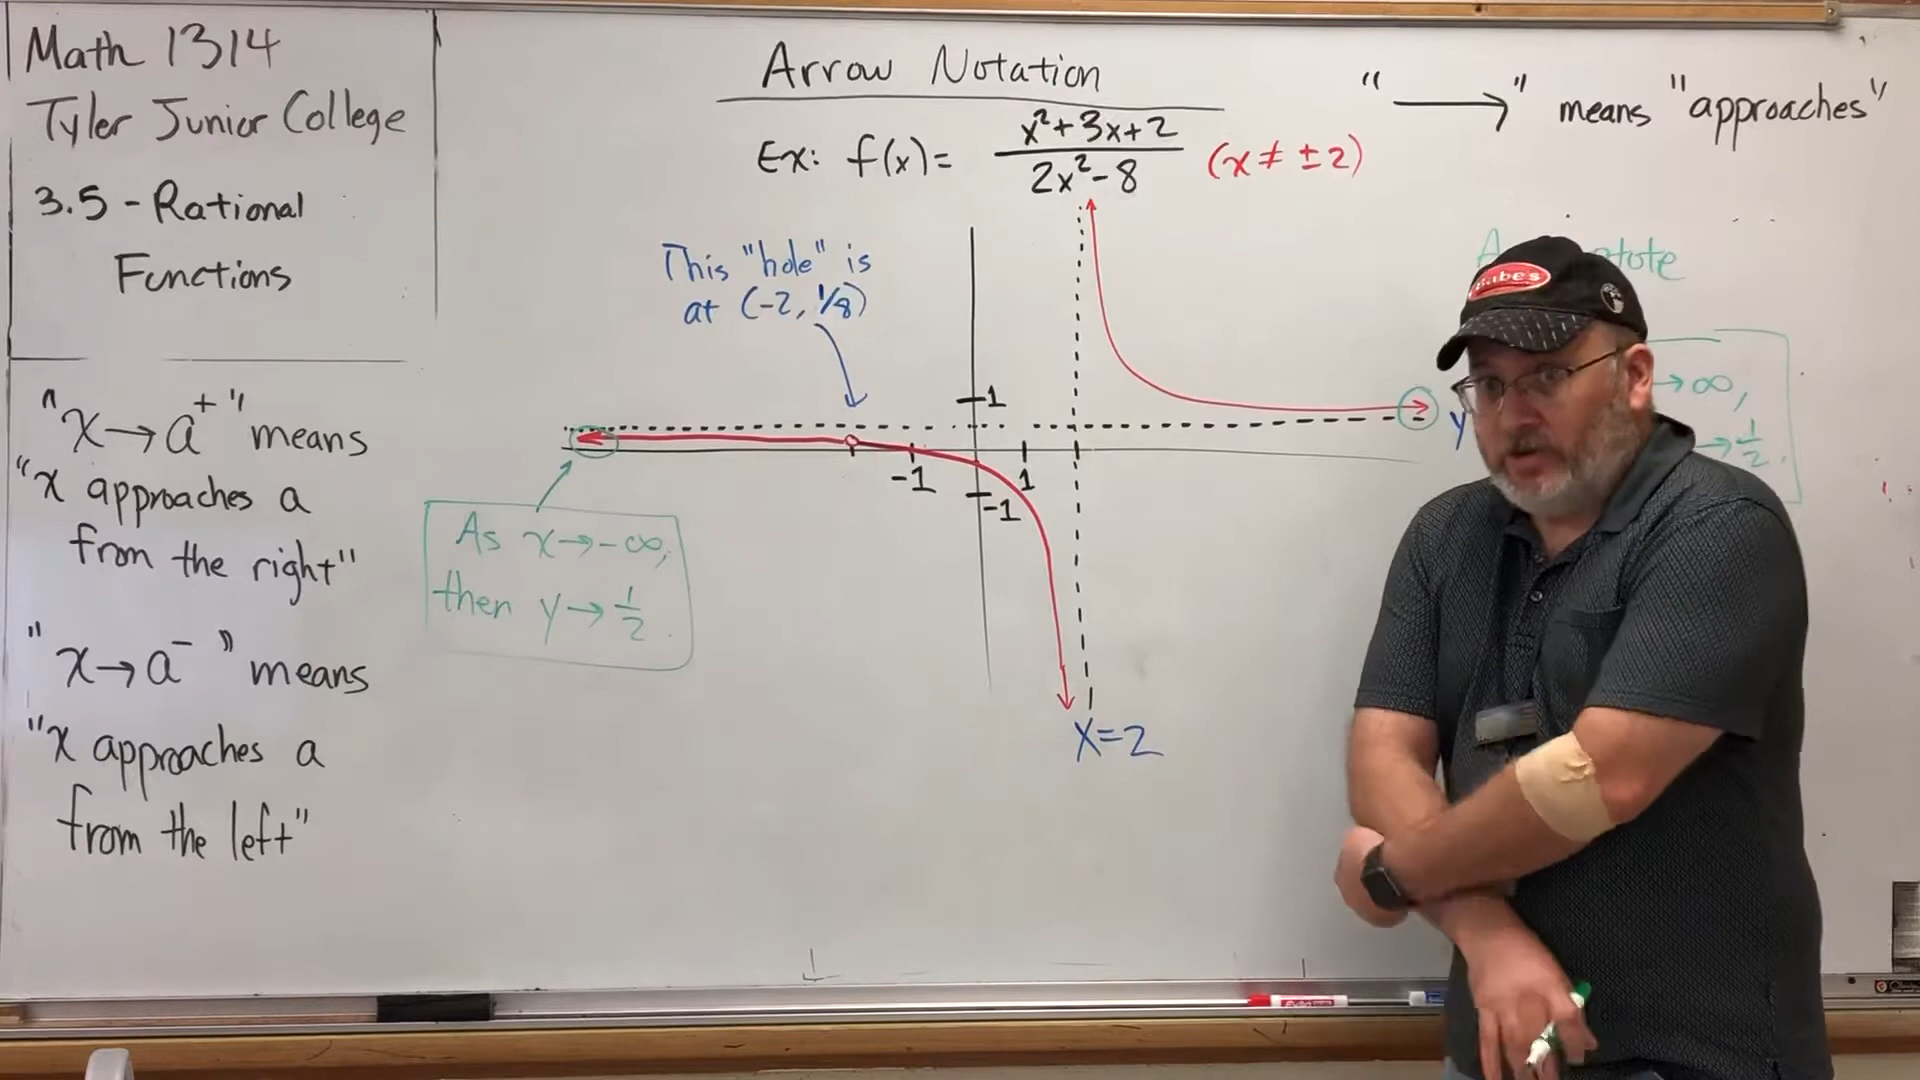 Math 1314
Tyler Junior College
3.5 - Rational
Functions
"x→a⁺" means
"x approaches a
from the right"
"x→a⁻" means
"x approaches a
from the left"
Arrow Notation
Ex: f(x)= x²+3x+2 / 2x²-8 (x ≠ ±2)
"⟶" means "approaches"
This "hole" is
at (-2, 1/8)
1
-1
1
-1
As x→-∞,
then y→1/2.
x=2
y
→∞,
→1/2.
Babe's